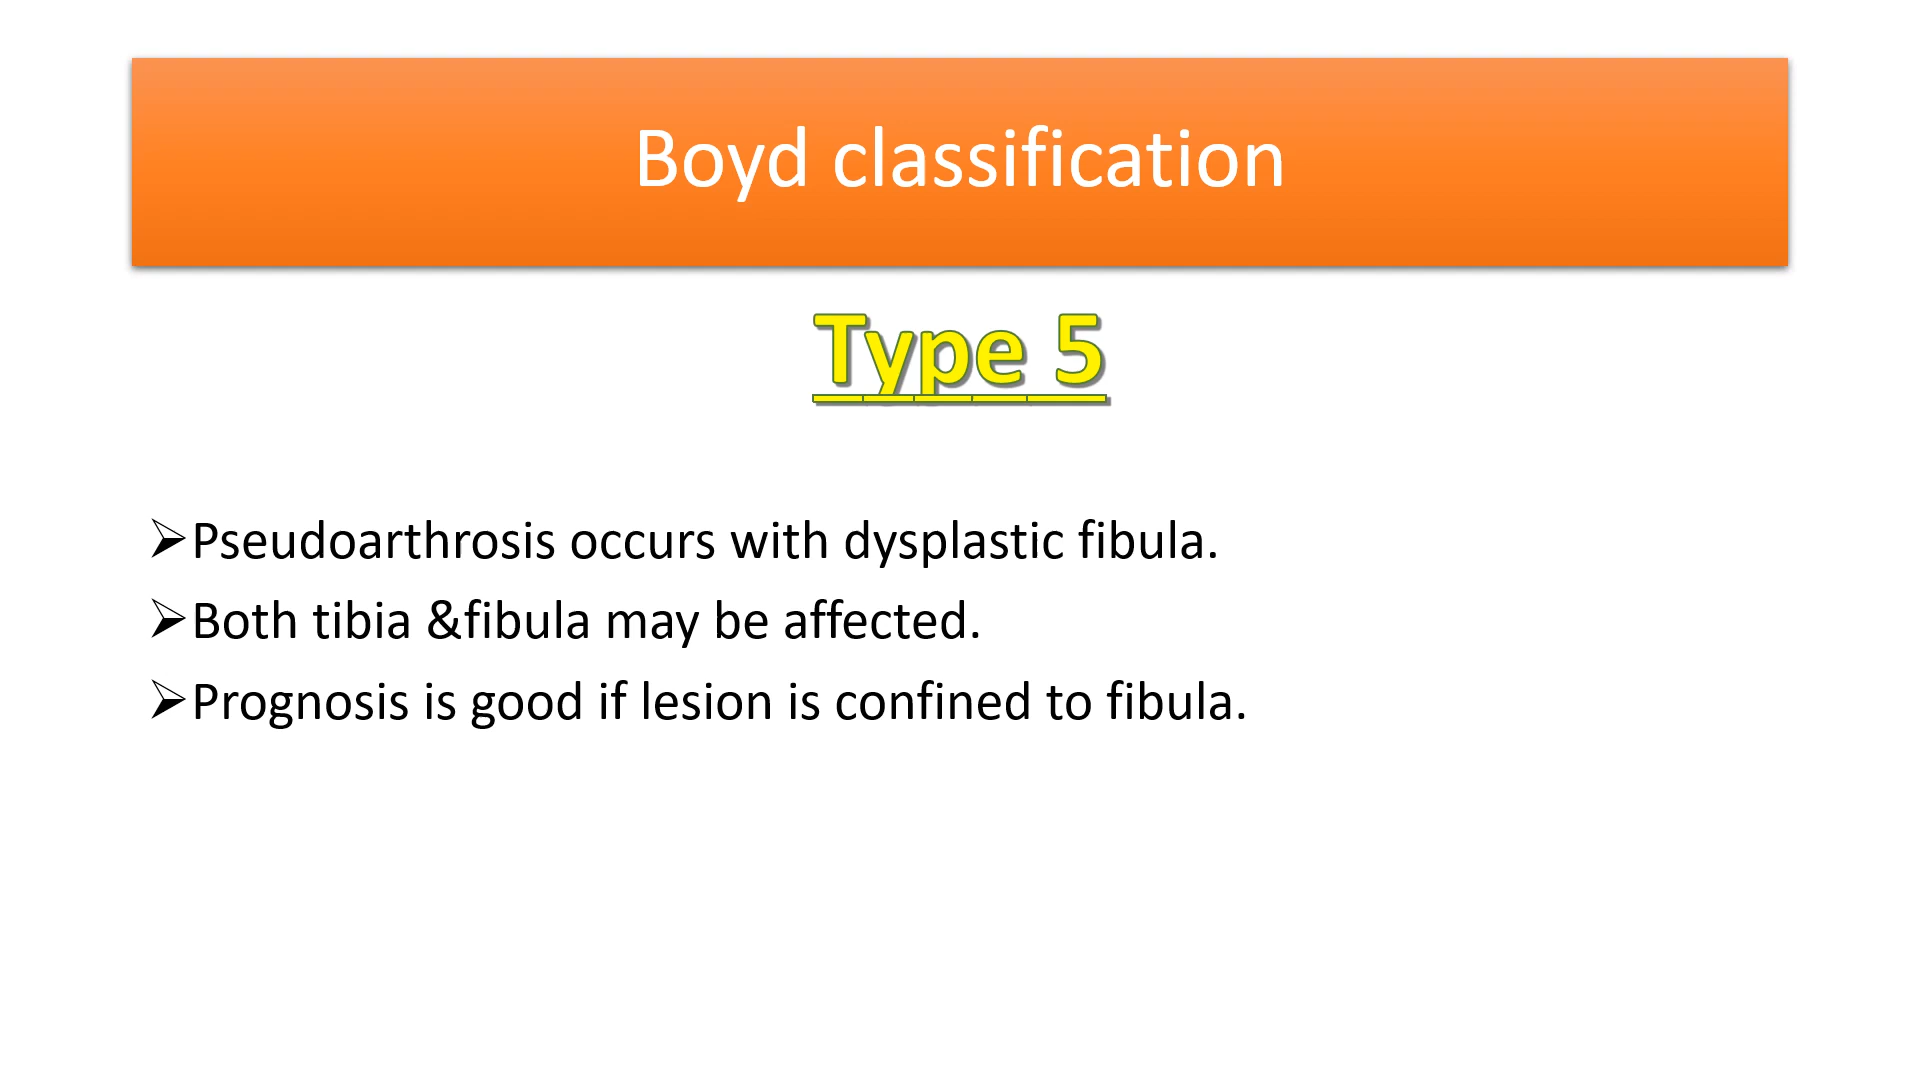 Boyd classification
Type 5
➢Pseudoarthrosis occurs with dysplastic fibula.
➢Both tibia &fibula may be affected.
➢Prognosis is good if lesion is confined to fibula.